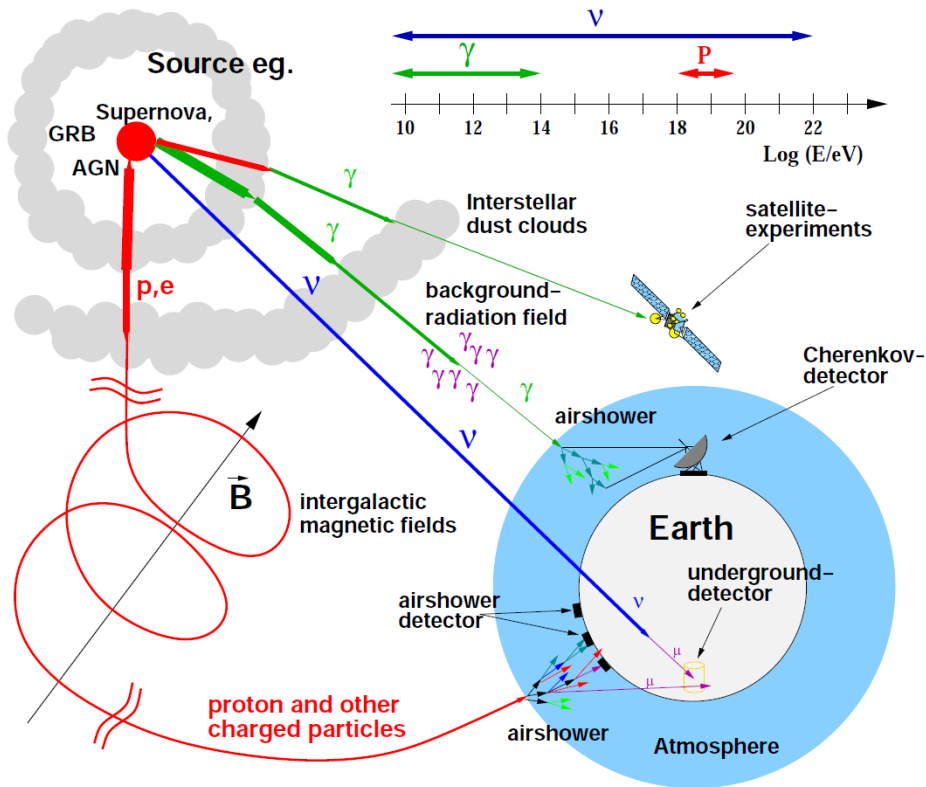 ν
Source eg.
γ
P
Supernova,
GRB
10 12 14 16 18 20 22
AGN
Log (E/eV)
γ
Interstellar
dust clouds
satellite–
experiments
γ
p,e
ν
background–
radiation field
γ
γ γ
γ γ γ
γ
γ
Cherenkov–
detector
airshower
ν
B
intergalactic
magnetic fields
Earth
underground–
detector
airshower
detector
ν
μ
μ
proton and other
charged particles
airshower
Atmosphere